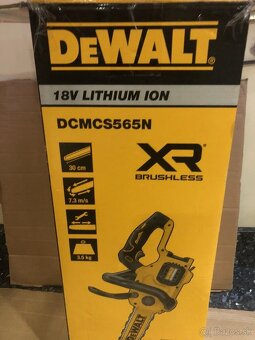 DEWALT®
18V LITHIUM ION
DCMCS565N
XR®
BRUSHLESS
30 cm
7.3 m/s
3.5 kg
DEWALT